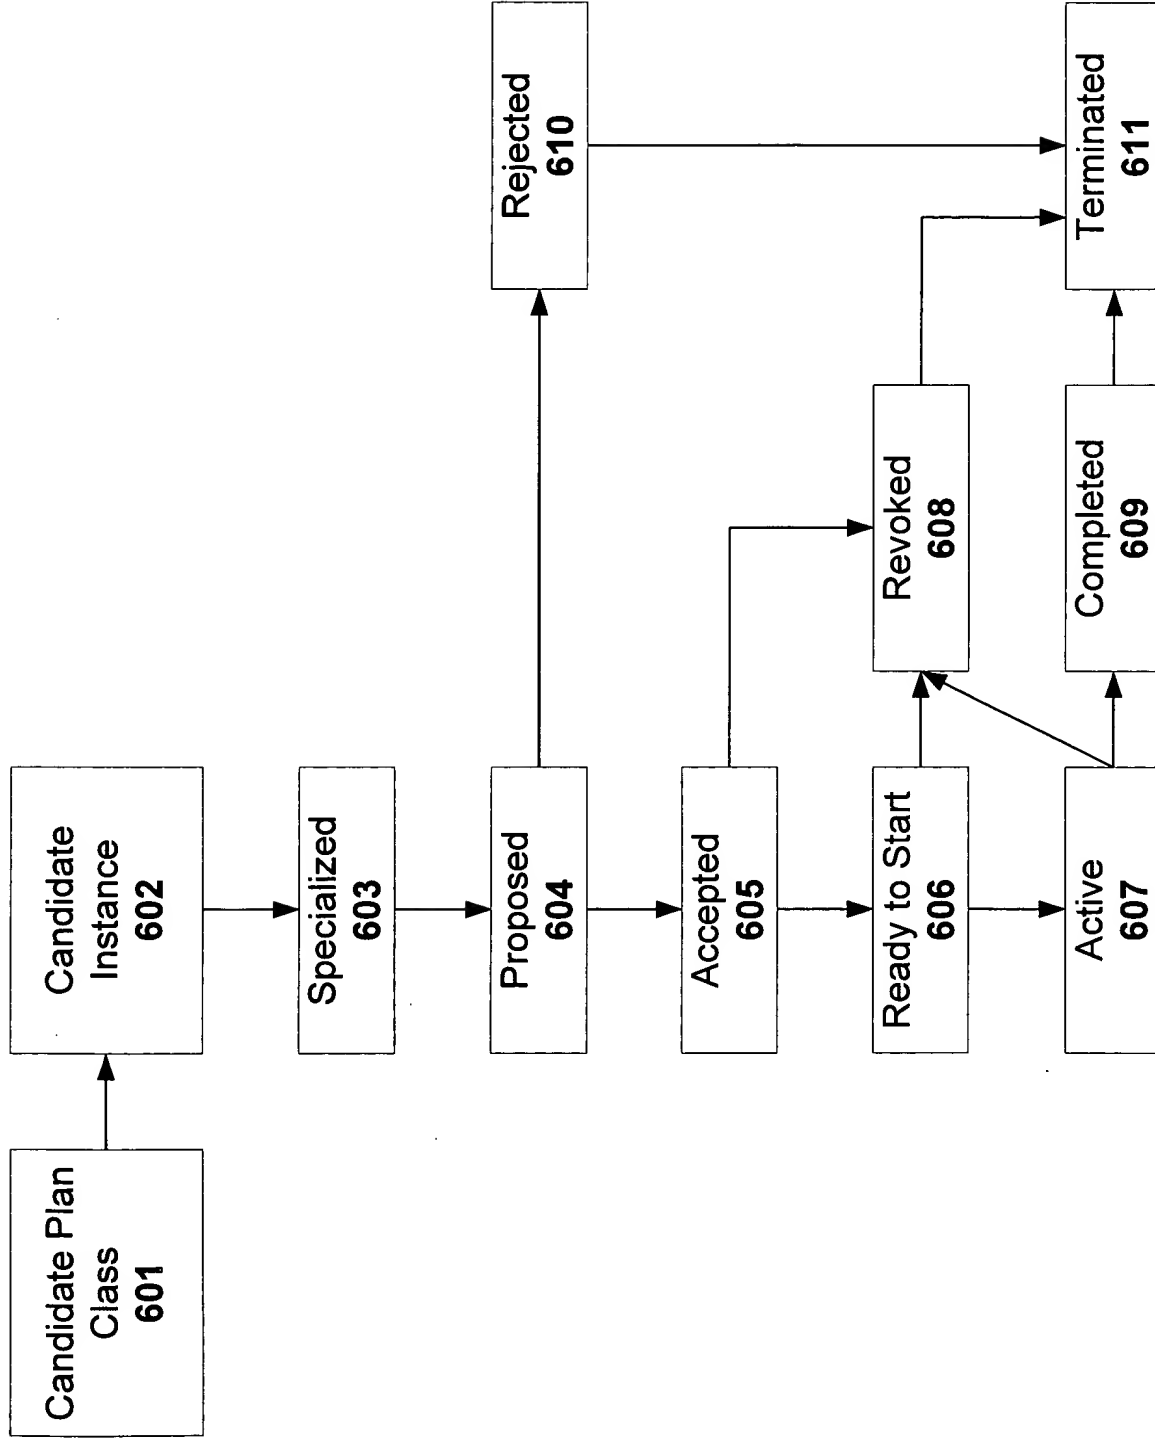 Candidate Plan
Class
601
Candidate
Instance
602
Specialized
603
Proposed
604
Accepted
605
Ready to Start
606
Active
607
Revoked
608
Completed
609
Rejected
610
Terminated
611